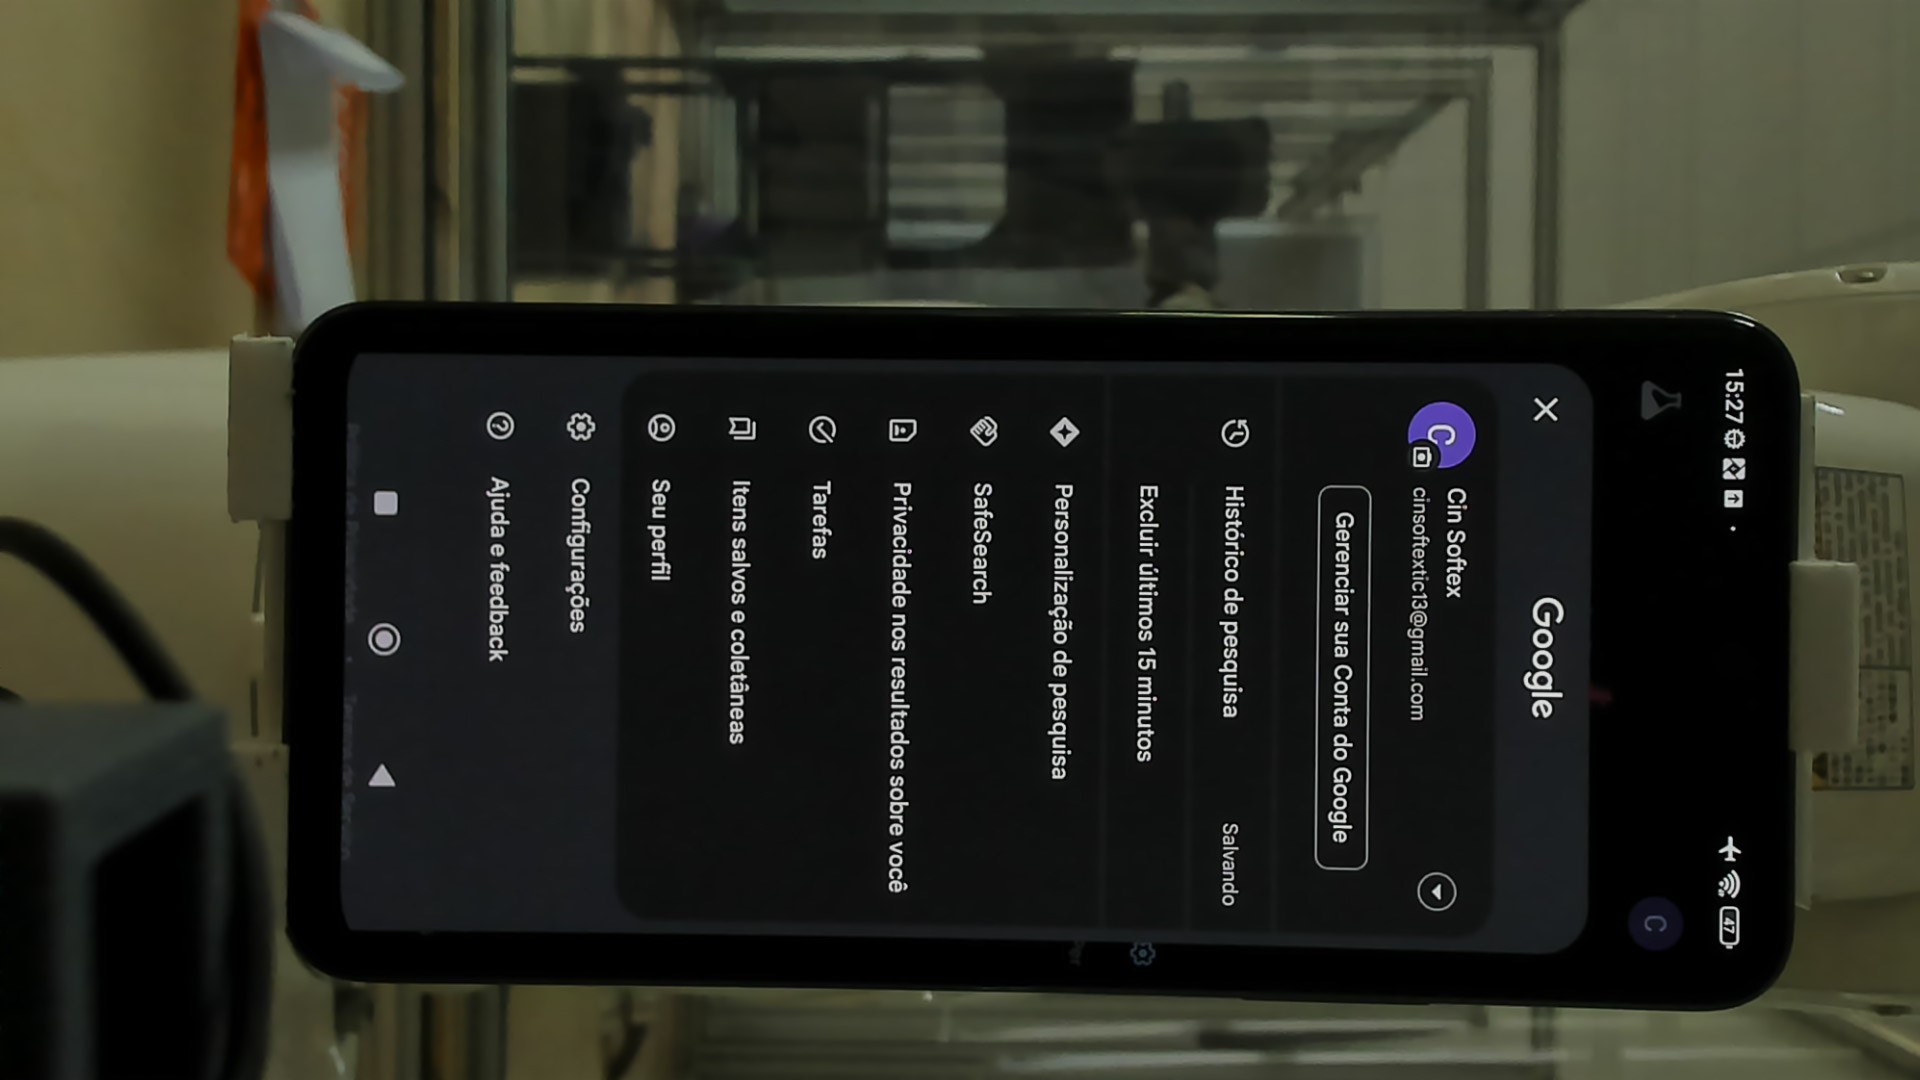 15:27
47
C
Google
C
Cin Softex
cinsoftextic13@gmail.com
Gerenciar sua Conta do Google
Histórico de pesquisa
Salvando
Excluir últimos 15 minutos
Personalização de pesquisa
SafeSearch
Privacidade nos resultados sobre você
Tarefas
Itens salvos e coletâneas
Seu perfil
Configurações
Ajuda e feedback